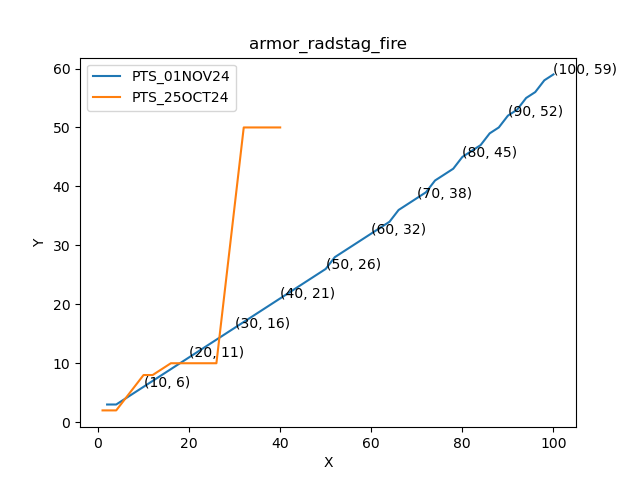 armor_radstag_fire
PTS_01NOV24
PTS_25OCT24
Y
60
50
40
30
20
10
0
(100, 59)
(90, 52)
(80, 45)
(70, 38)
(60, 32)
(50, 26)
(40, 21)
(30, 16)
(20, 11)
(10, 6)
0 20 40 60 80 100
X